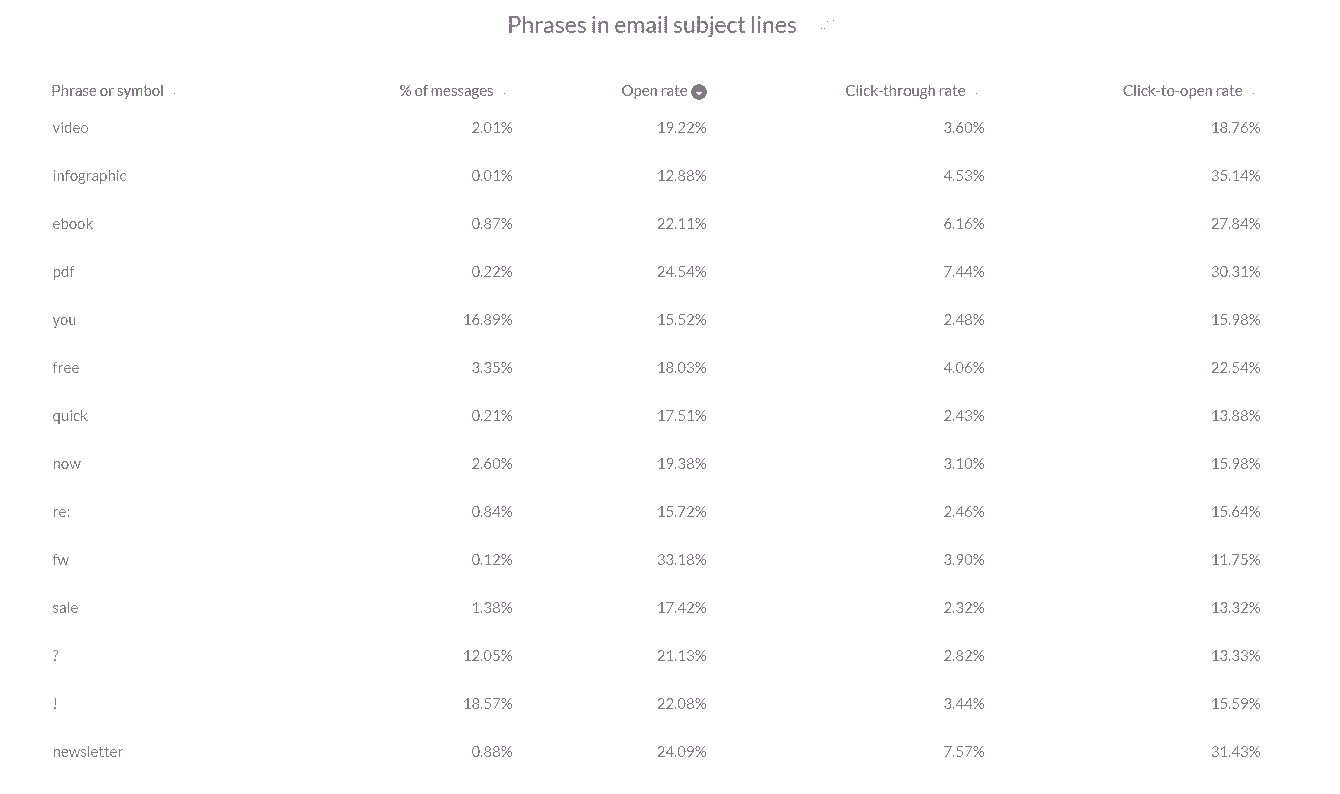 Phrases in email subject lines
Phrase or symbol % of messages Open rate Click-through rate Click-to-open rate
video 2.01% 19.22% 3.60% 18.76%
infographic 0.01% 12.88% 4.53% 35.14%
ebook 0.87% 22.11% 6.16% 27.84%
pdf 0.22% 24.54% 7.44% 30.31%
you 16.89% 15.52% 2.48% 15.98%
free 3.35% 18.03% 4.06% 22.54%
quick 0.21% 17.51% 2.43% 13.88%
now 2.60% 19.38% 3.10% 15.98%
re: 0.84% 15.72% 2.46% 15.64%
fw 0.12% 33.18% 3.90% 11.75%
sale 1.38% 17.42% 2.32% 13.32%
? 12.05% 21.13% 2.82% 13.33%
! 18.57% 22.08% 3.44% 15.59%
newsletter 0.88% 24.09% 7.57% 31.43%